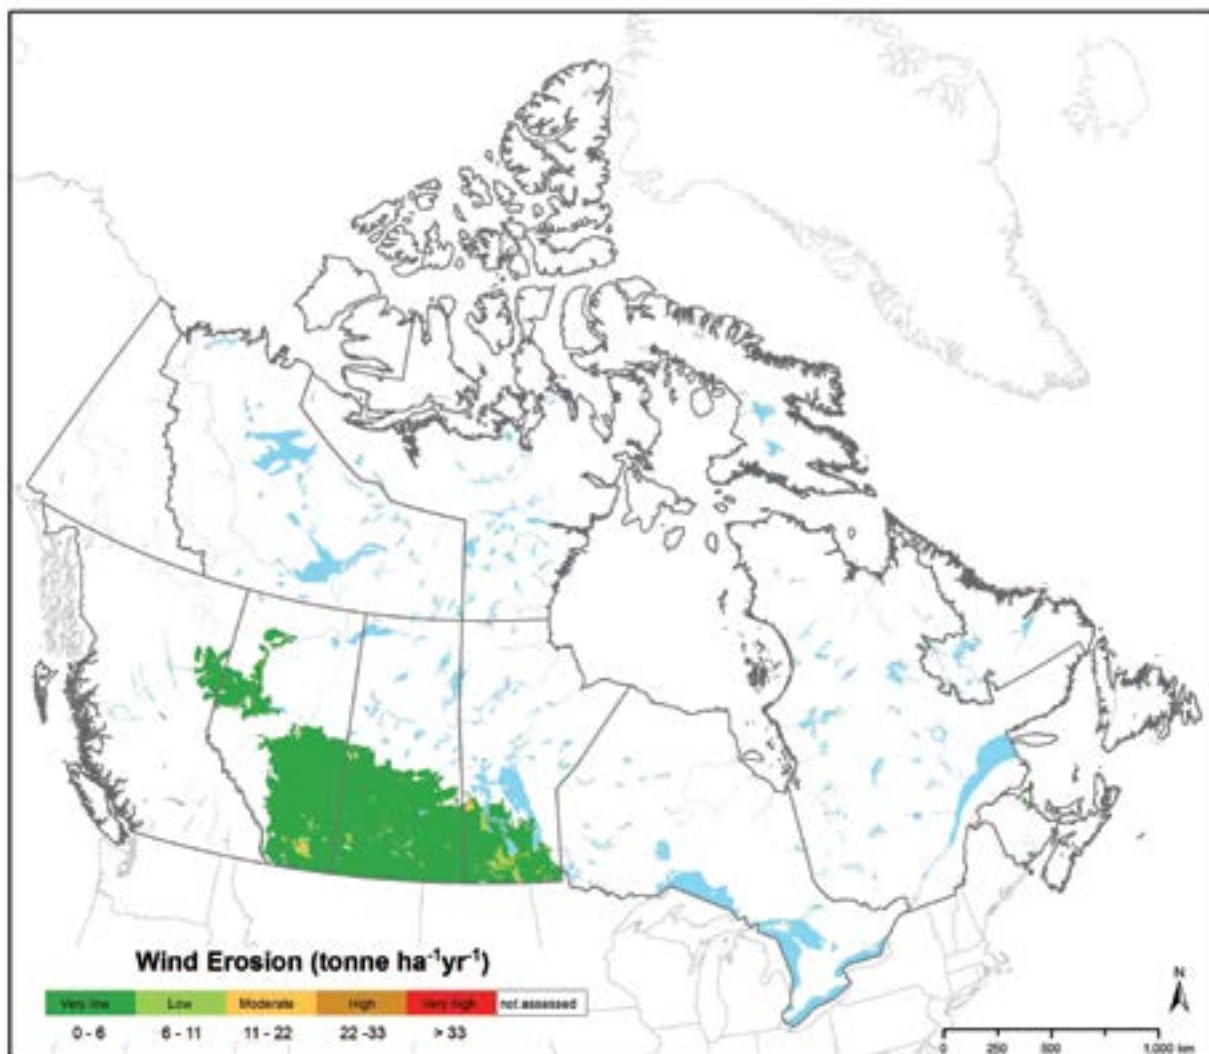 Wind Erosion (tonne ha⁻¹yr⁻¹)
Very low Low Moderate High Very high not assessed
0 - 6 6 - 11 11 - 22 22 -33 > 33
N
0 250 500 1,000 km